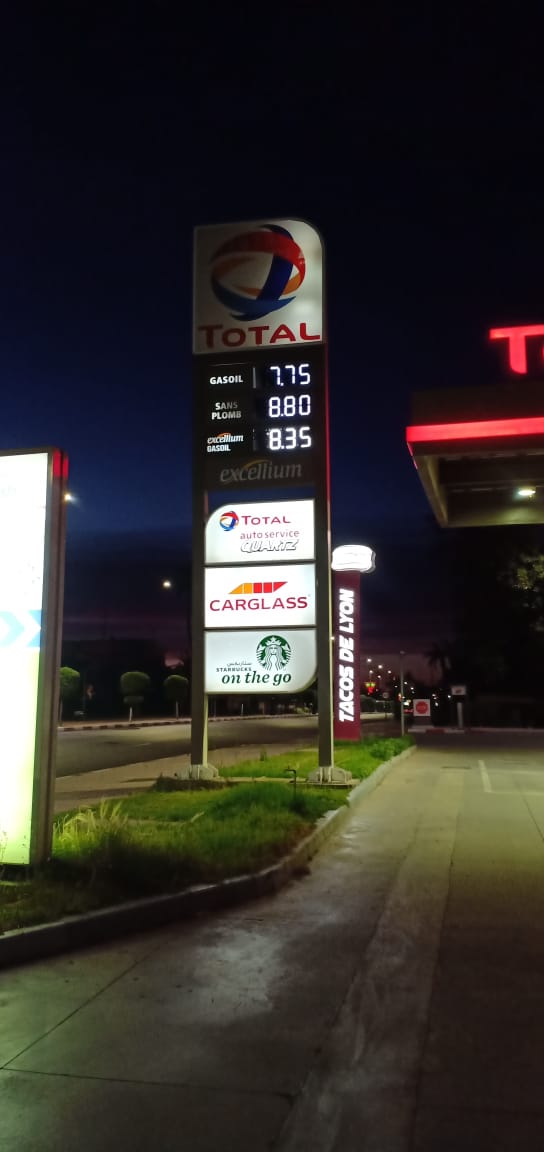 TOTAL
GASOIL 7.75
SANS
PLOMB 8.80
excellium
GASOIL 8.35
excellium
TOTAL
auto service
QUARTZ
CARGLASS
ستاربكس
STARBUCKS
on the go
TACOS DE LYON
T